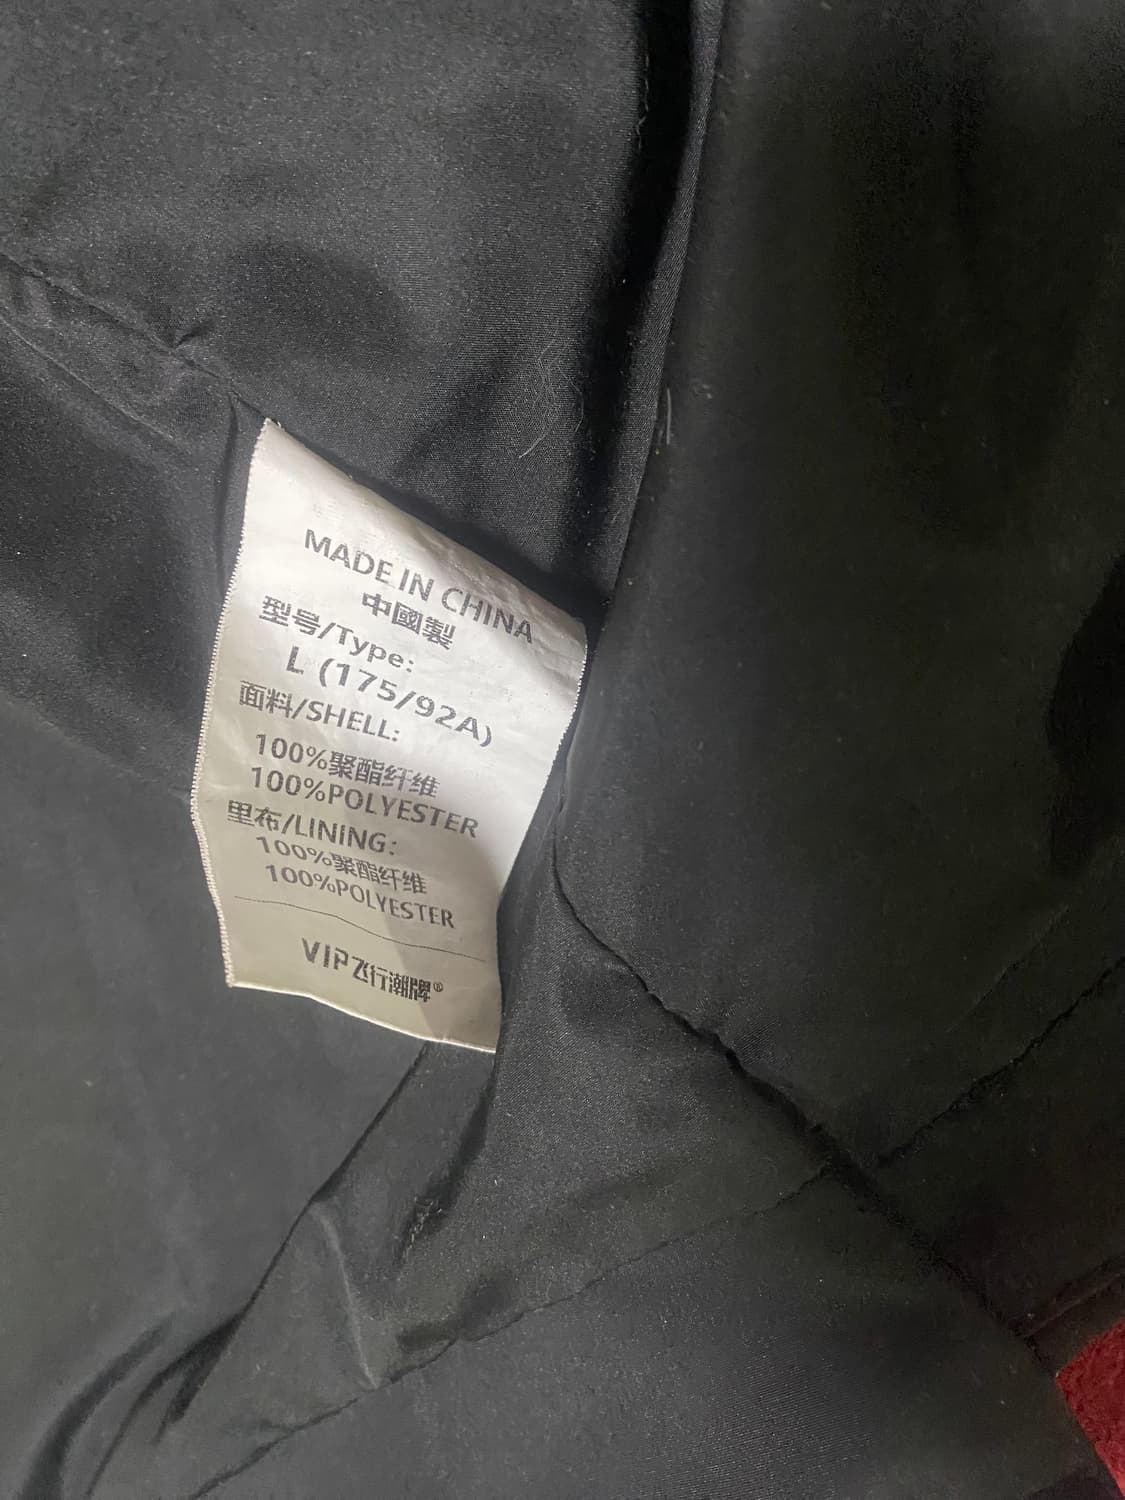 MADE IN CHINA
中國製
型号/Type:
L (175/92A)
面料/SHELL:
100%聚酯纤维
100%POLYESTER
里布/LINING:
100%聚酯纤维
100%POLYESTER
VIP飞行潮牌®